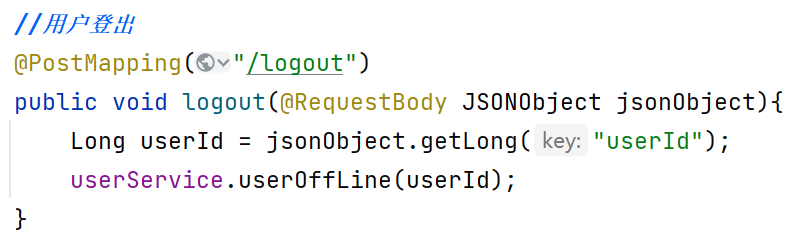 //用户登出
@PostMapping("/logout")
public void logout(@RequestBody JSONObject jsonObject){
    Long userId = jsonObject.getLong( key: "userId");
    userService.userOffLine(userId);
}